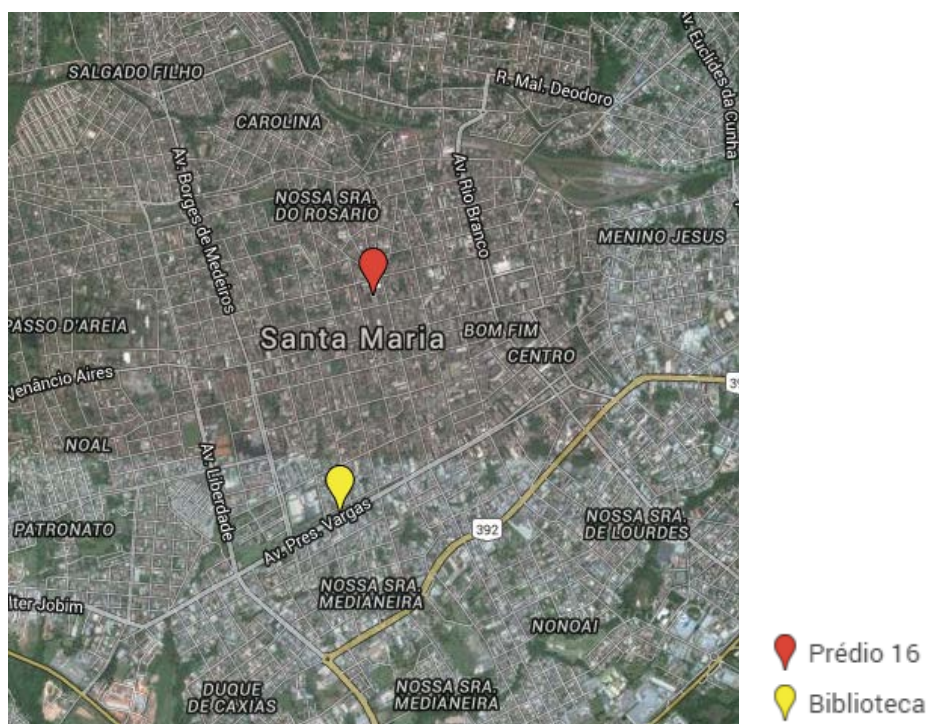 SALGADO FILHO
Av. Euclides da Cunha
R. Mal. Deodoro
CAROLINA
Av. Borges de Medeiros
Av. Rio Branco
NOSSA SRA.
DO ROSARIO
MENINO JESUS
PASSO D'AREIA
Santa Maria
BOM FIM
CENTRO
Venâncio Aires
NOAL
Av. Liberdade
PATRONATO
Av. Pres. Vargas
392
NOSSA SRA.
DE LOURDES
NOSSA SRA.
MEDIANEIRA
lter Jobim
NONOAI
DUQUE
DE CAXIAS
NOSSA SRA.
MEDIANEIRA
Prédio 16
Biblioteca